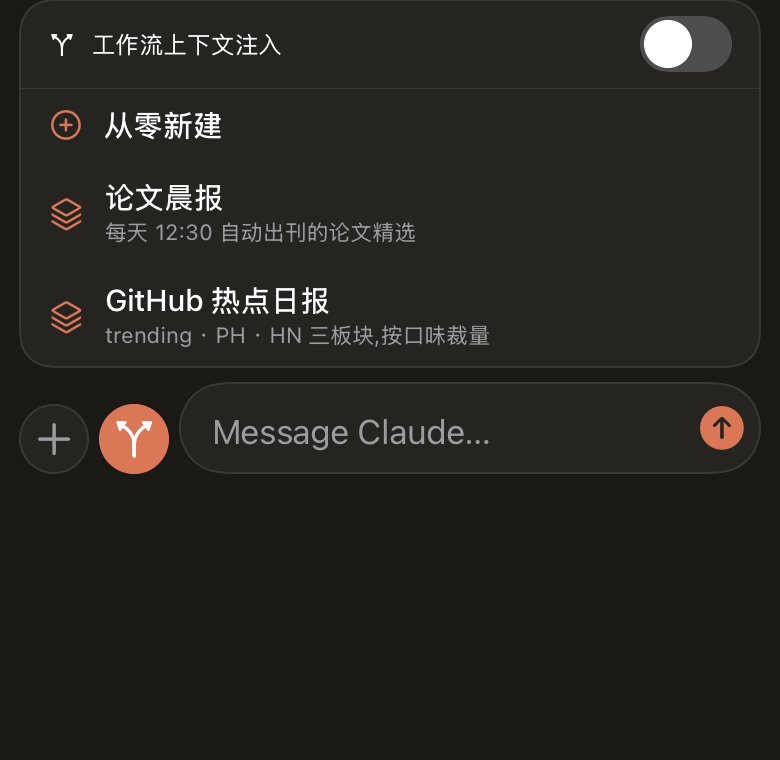 工作流上下文注入
从零新建
论文晨报
每天 12:30 自动出刊的论文精选
GitHub 热点日报
trending · PH · HN 三板块,按口味裁量
Message Claude...